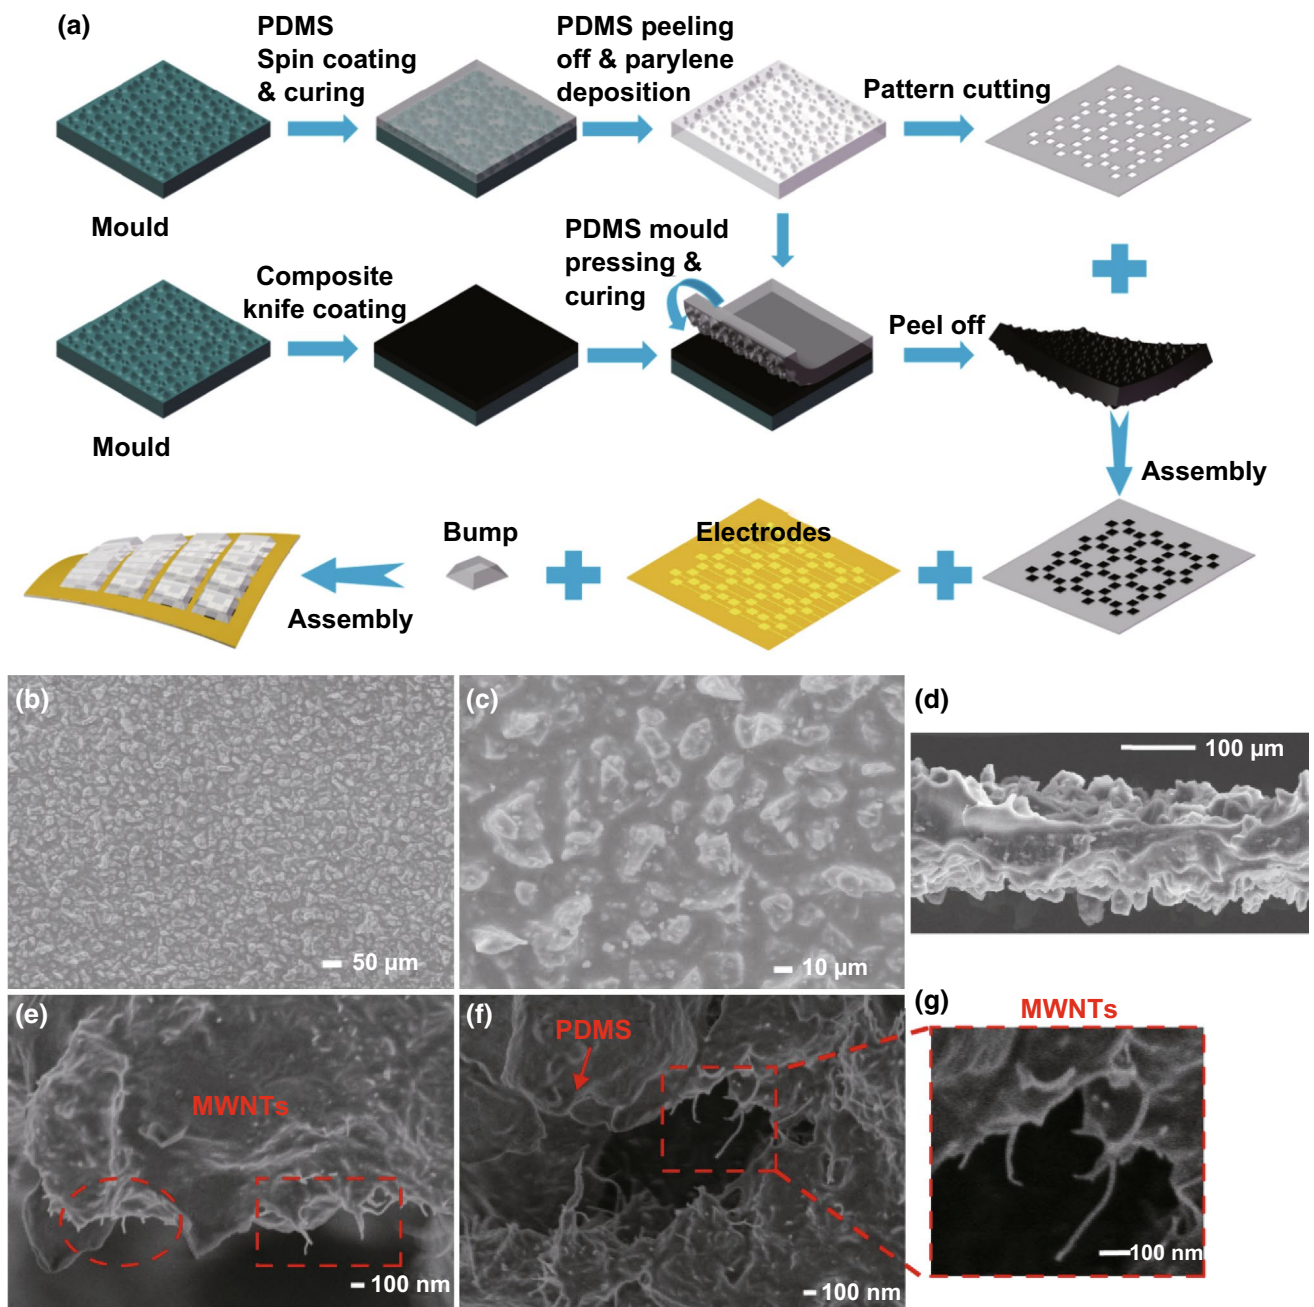 (a)
PDMS
Spin coating
& curing
PDMS peeling
off & parylene
deposition
Pattern cutting
Mould
Composite
knife coating
PDMS mould
pressing &
curing
Peel off
Mould
Assembly
Bump
Electrodes
Assembly
(b)
50 µm
(c)
10 µm
(d)
100 µm
(e)
MWNTs
100 nm
(f)
PDMS
100 nm
(g)
MWNTs
100 nm